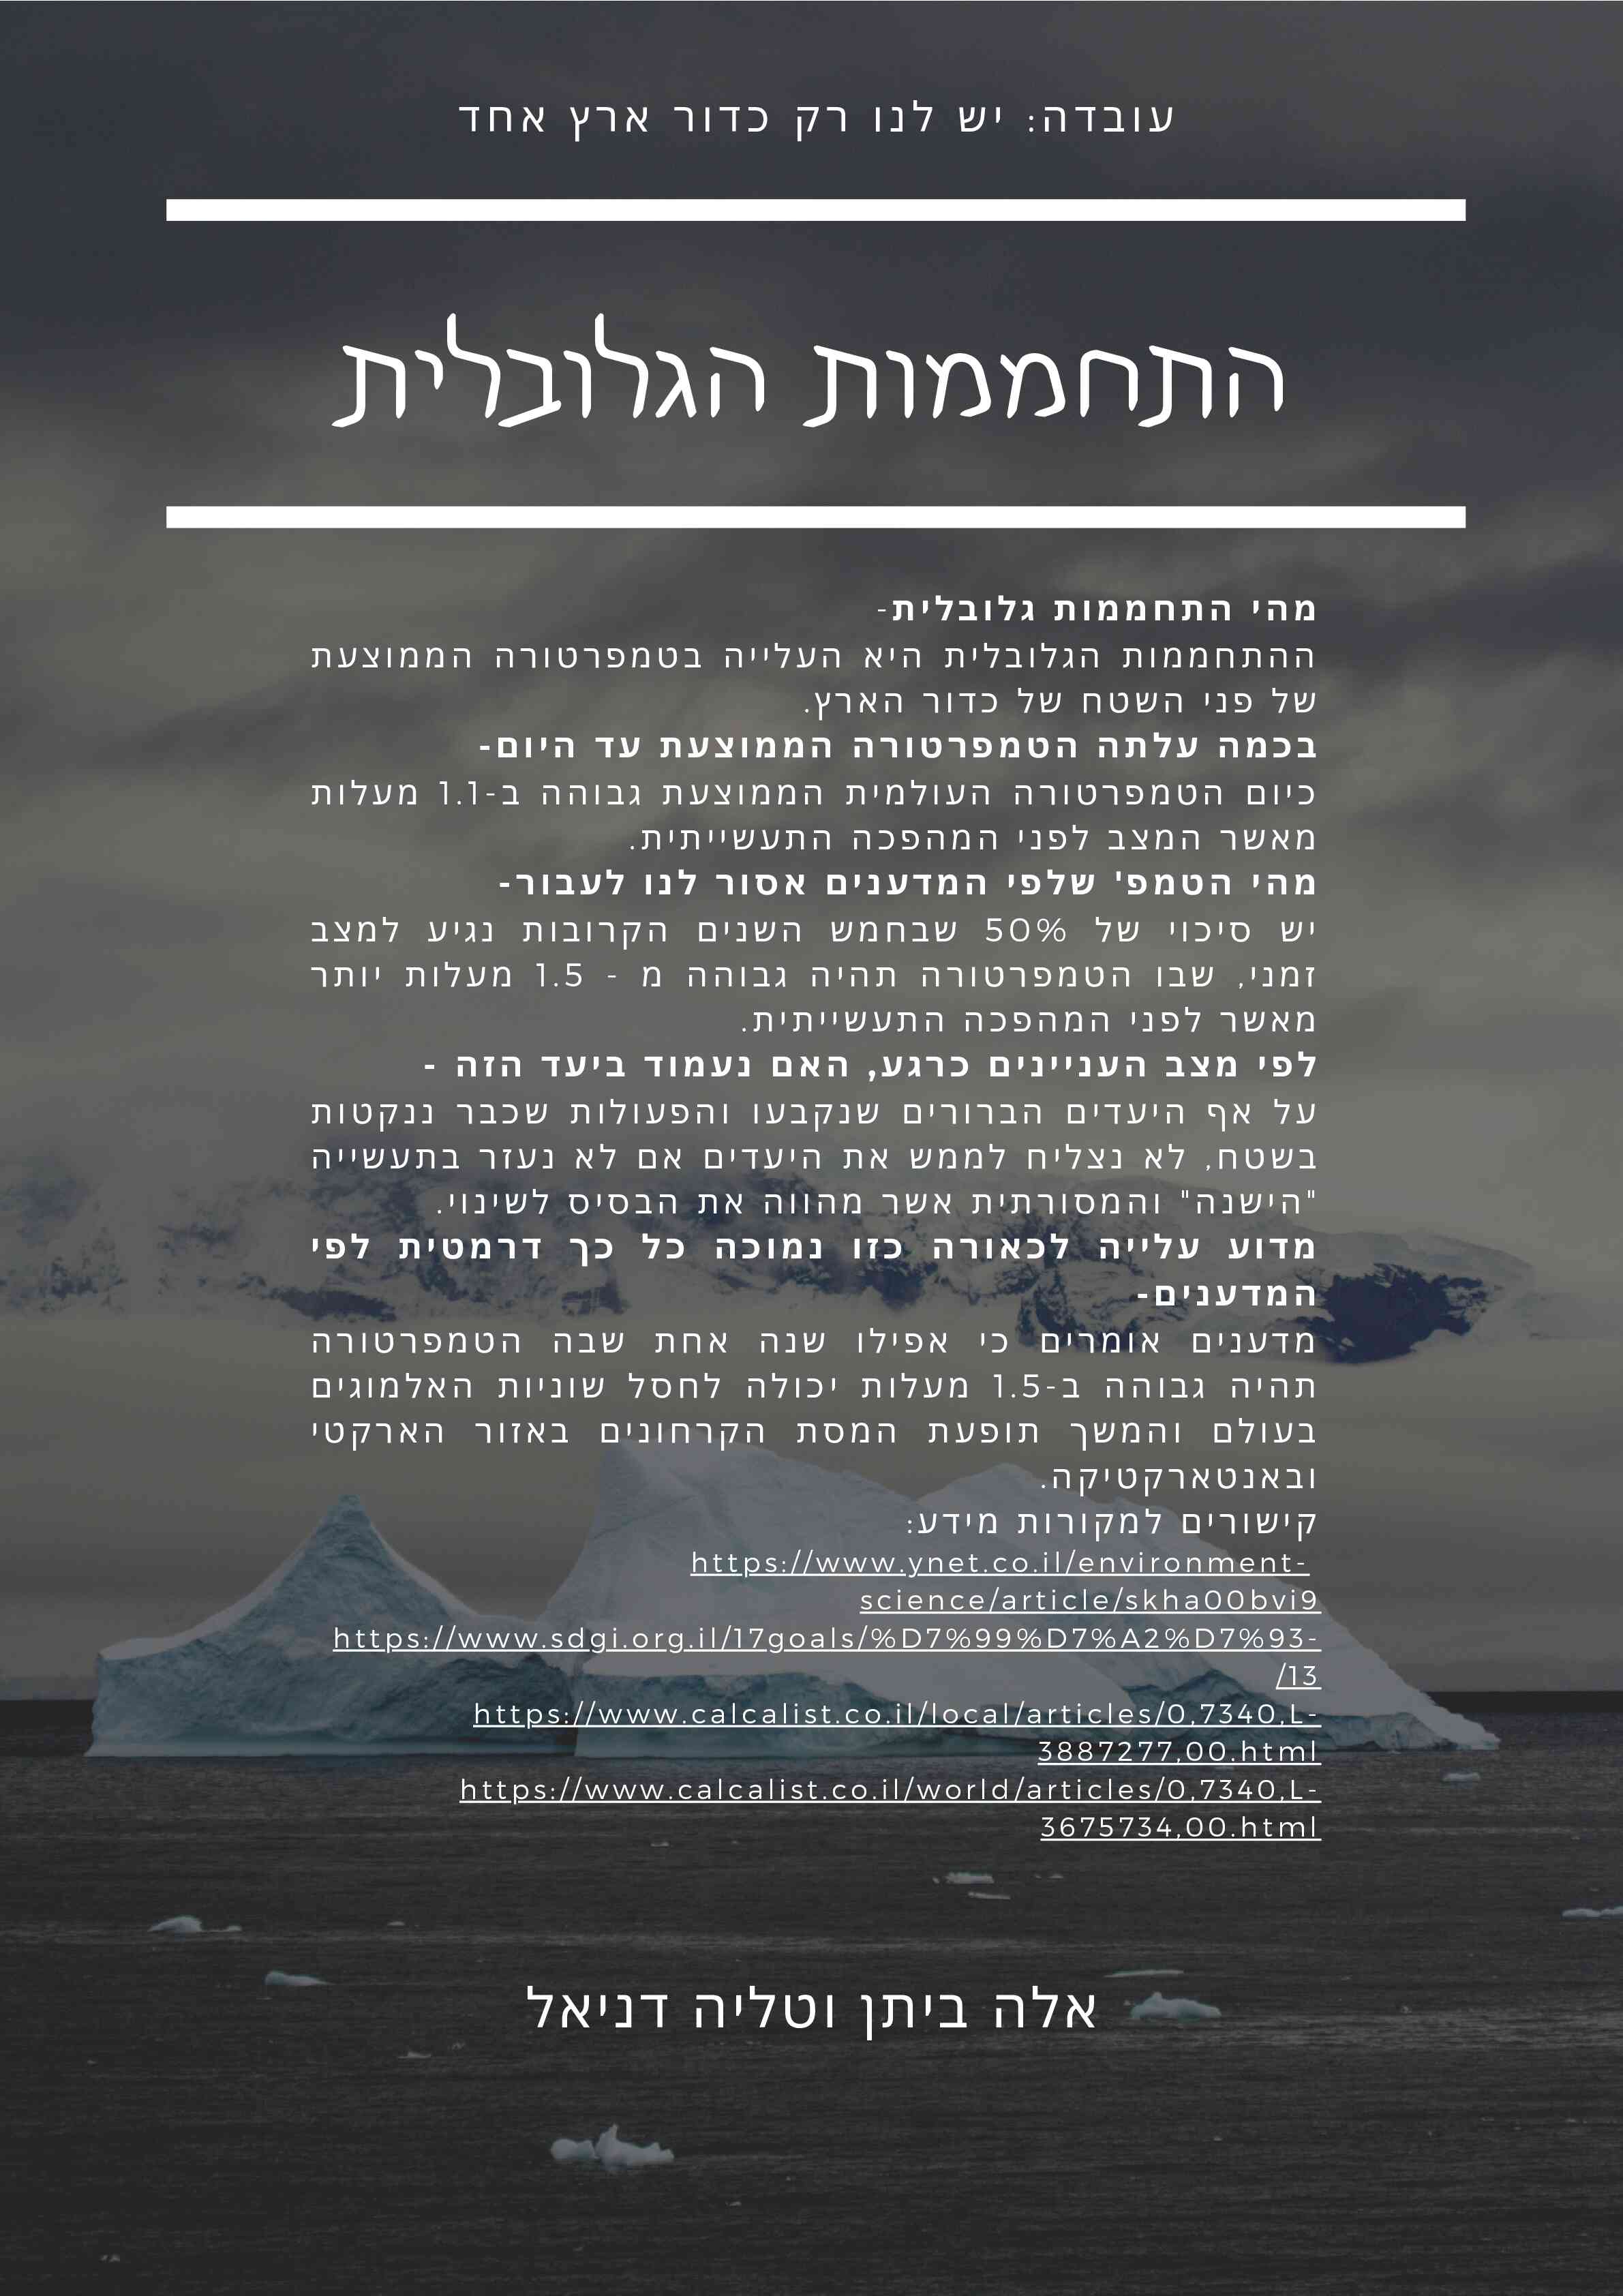 עובדה: יש לנו רק כדור ארץ אחד
התחממות הגלובלית
מהי התחממות גלובלית-
ההתחממות הגלובלית היא העלייה בטמפרטורה הממוצעת
של פני השטח של כדור הארץ.
בכמה עלתה הטמפרטורה הממוצעת עד היום-
כיום הטמפרטורה העולמית הממוצעת גבוהה ב-1.1 מעלות
מאשר המצב לפני המהפכה התעשייתית.
מהי הטמפ' שלפי המדענים אסור לנו לעבור-
יש סיכוי של 50% שבחמש השנים הקרובות נגיע למצב
זמני, שבו הטמפרטורה תהיה גבוהה מ - 1.5 מעלות יותר
מאשר לפני המהפכה התעשייתית.
לפי מצב העניינים כרגע, האם נעמוד ביעד הזה -
על אף היעדים הברורים שנקבעו והפעולות שכבר ננקטות
בשטח, לא נצליח לממש את היעדים אם לא נעזר בתעשייה
"הישנה" והמסורתית אשר מהווה את הבסיס לשינוי.
מדוע עלייה לכאורה כזו נמוכה כל כך דרמטית לפי
המדענים-
מדענים אומרים כי אפילו שנה אחת שבה הטמפרטורה
תהיה גבוהה ב-1.5 מעלות יכולה לחסל שוניות האלמוגים
בעולם והמשך תופעת המסת הקרחונים באזור הארקטי
ובאנטארקטיקה.
קישורים למקורות מידע:
https://www.ynet.co.il/environment-
science/article/skha00bvi9
https://www.sdgi.org.il/17goals/%D7%99%D7%A2%D7%93-
/13
https://www.calcalist.co.il/local/articles/0,7340,L-
3887277,00.html
https://www.calcalist.co.il/world/articles/0,7340,L-
3675734,00.html
אלה ביתן וטליה דניאל